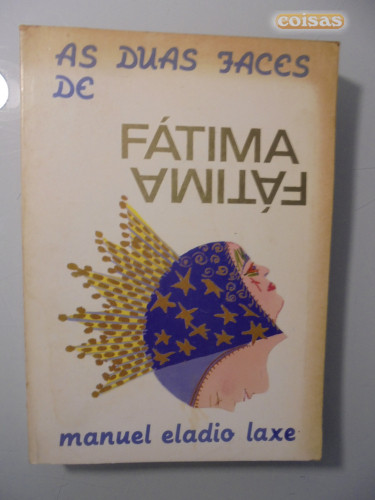 coisas
AS DUAS FACES
DE
FÁTIMA
FÁTIMA
manuel eladio laxe